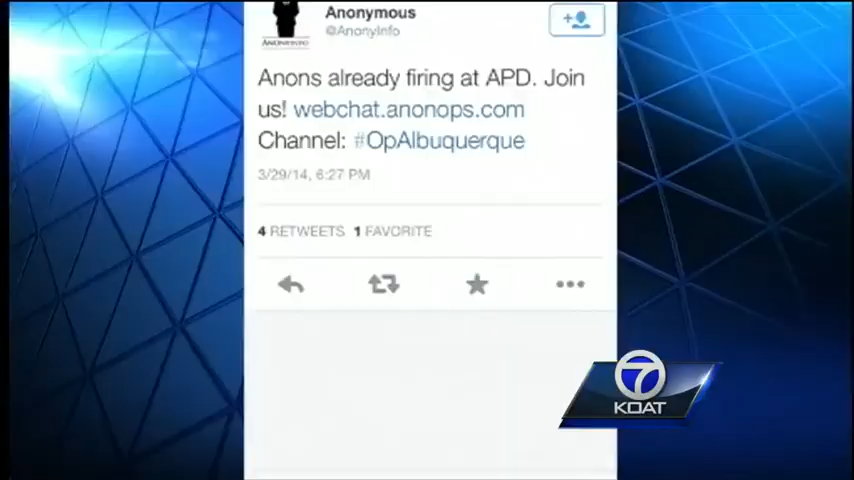 Anonymous
@AnonyInfo
ANONYINFO
Anons already firing at APD. Join
us! webchat.anonops.com
Channel: #OpAlbuquerque
3/29/14, 6:27 PM
4 RETWEETS 1 FAVORITE
7
KOAT